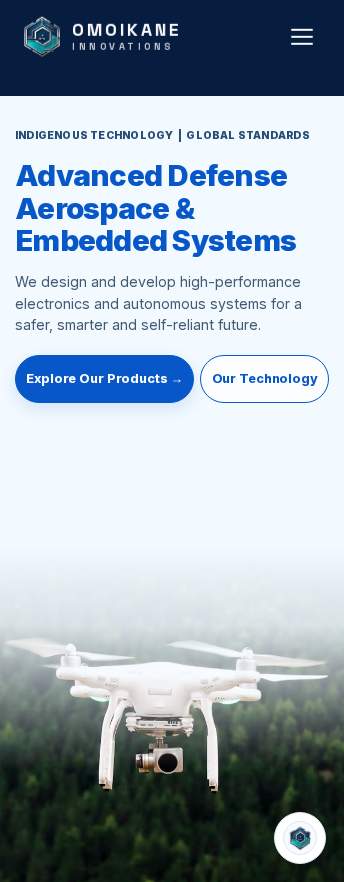 OMOIKANE
INNOVATIONS
INDIGENOUS TECHNOLOGY | GLOBAL STANDARDS
Advanced Defense
Aerospace &
Embedded Systems
We design and develop high-performance
electronics and autonomous systems for a
safer, smarter and self-reliant future.
Explore Our Products →
Our Technology